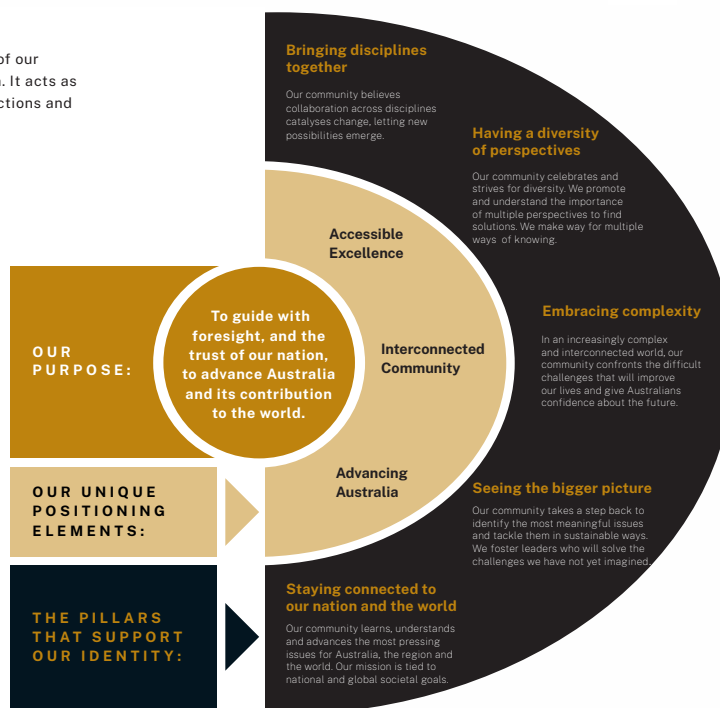 of our
. It acts as
ctions and
Bringing disciplines
together
Our community believes
collaboration across disciplines
catalyses change, letting new
possibilities emerge.
Having a diversity
of perspectives
Our community celebrates and
strives for diversity. We promote
and understand the importance
of multiple perspectives to find
solutions. We make way for multiple
ways of knowing.
Accessible
Excellence
Embracing complexity
In an increasingly complex
and interconnected world, our
community confronts the difficult
challenges that will improve
our lives and give Australians
confidence about the future.
OUR
PURPOSE:
To guide with
foresight, and the
trust of our nation,
to advance Australia
and its contribution
to the world.
Interconnected
Community
Advancing
Australia
OUR UNIQUE
POSITIONING
ELEMENTS:
Seeing the bigger picture
Our community takes a step back to
identify the most meaningful issues
and tackle them in sustainable ways.
We foster leaders who will solve the
challenges we have not yet imagined.
THE PILLARS
THAT SUPPORT
OUR IDENTITY:
Staying connected to
our nation and the world
Our community learns, understands
and advances the most pressing
issues for Australia, the region and
the world. Our mission is tied to
national and global societal goals.